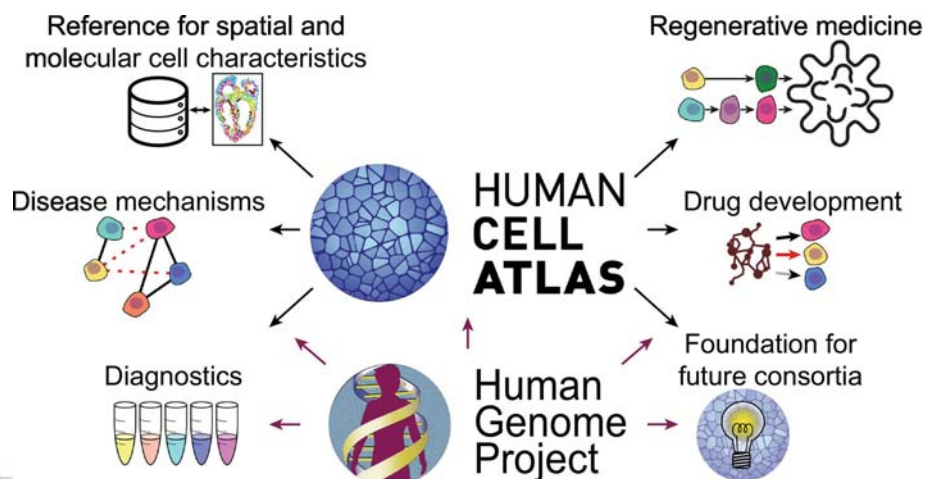 Reference for spatial and
molecular cell characteristics
Regenerative medicine
Disease mechanisms
HUMAN
CELL
ATLAS
Drug development
Diagnostics
Human
Genome
Project
Foundation for
future consortia